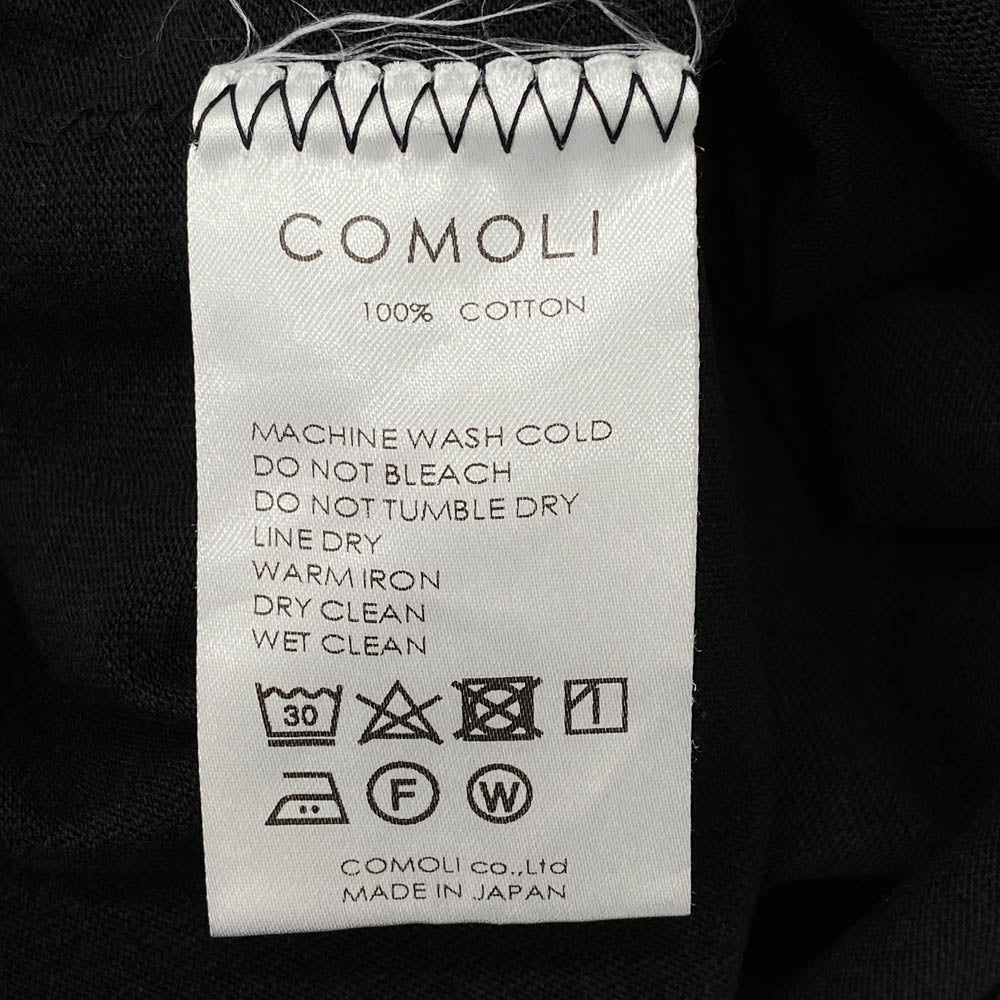 COMOLI
100% COTTON
MACHINE WASH COLD
DO NOT BLEACH
DO NOT TUMBLE DRY
LINE DRY
WARM IRON
DRY CLEAN
WET CLEAN
30
F W
COMOLI co.,Ltd
MADE IN JAPAN